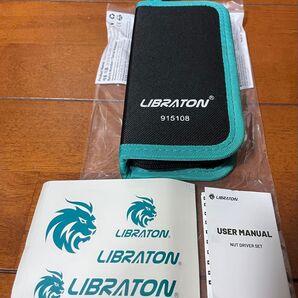 LIBRATON®
915108
LIBRATON®
LIBRATON®
LIBRATON
LIBRATON
USER MANUAL
NUT DRIVER SET